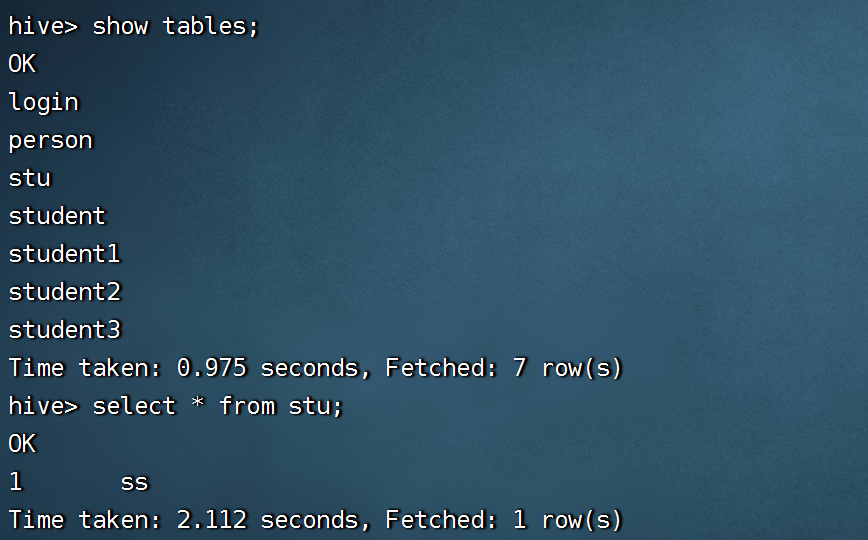 hive> show tables;
OK
login
person
stu
student
student1
student2
student3
Time taken: 0.975 seconds, Fetched: 7 row(s)
hive> select * from stu;
OK
1       ss
Time taken: 2.112 seconds, Fetched: 1 row(s)